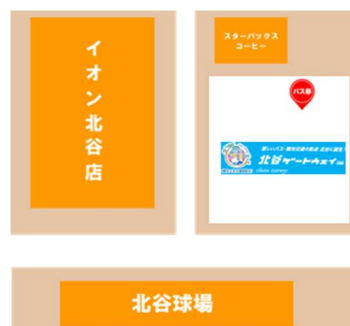 イオン北谷店
スターバックス
コーヒー
バス停
北谷ゲートウェイ
北谷球場